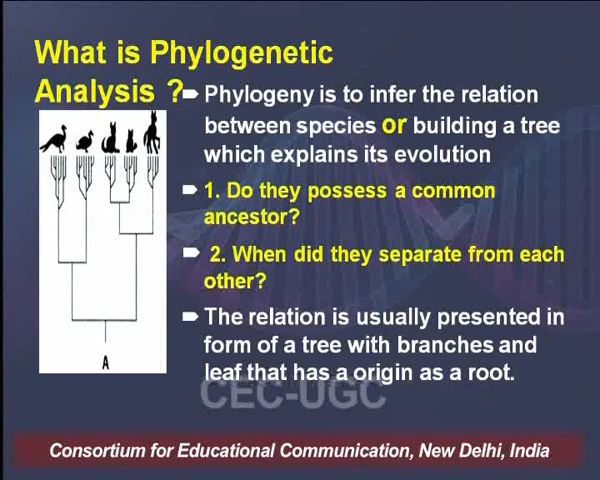 What is Phylogenetic
Analysis ?
Phylogeny is to infer the relation
between species or building a tree
which explains its evolution
1. Do they possess a common
ancestor?
2. When did they separate from each
other?
The relation is usually presented in
form of a tree with branches and
leaf that has a origin as a root.
A
CEC-UGC
Consortium for Educational Communication, New Delhi, India